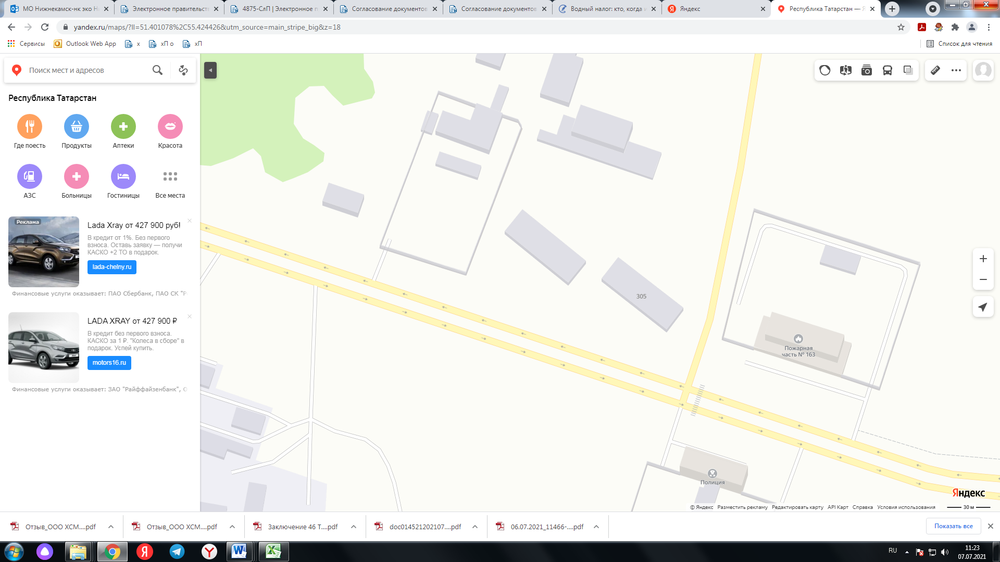 МО Нижнекамск-нк эко Н
Электронное правительст
4875-СлП | Электронное п
Согласование документов
Согласование документов
Водный налог: кто, когда и
Яндекс
Республика Татарстан — Я
yandex.ru/maps/?ll=51.401078%2C55.424426&utm_source=main_stripe_big&z=18
Сервисы
Outlook Web App
х
хП о
хП
Список для чтения
Поиск мест и адресов
Республика Татарстан
Где поесть
Продукты
Аптеки
Красота
АЗС
Больницы
Гостиницы
Все места
Реклама
Lada Xray от 427 900 руб!
В кредит от 1%. Без первого
взноса. Оставь заявку — получи
КАСКО +2 ТО в подарок.
lada-chelny.ru
Финансовые услуги оказывает: ПАО Сбербанк, ПАО СК "Р
LADA XRAY от 427 900 ₽
В кредит без первого взноса.
КАСКО за 1 ₽. "Колеса в сборе" в
подарок. Успей купить.
motors16.ru
Финансовые услуги оказывает: ЗАО "Райффайзенбанк", О
305
Пожарная
часть № 163
Полиция
Яндекс
© Яндекс Разместить рекламу Редактировать карту API Карт Справка Условия использования
30 м
Отзыв_ООО ХСМ....pdf
Отзыв_ООО ХСМ....pdf
Заключение 46 Т....pdf
doc014521202107....pdf
06.07.2021_11466-....pdf
Показать все
RU
11:23
07.07.2021